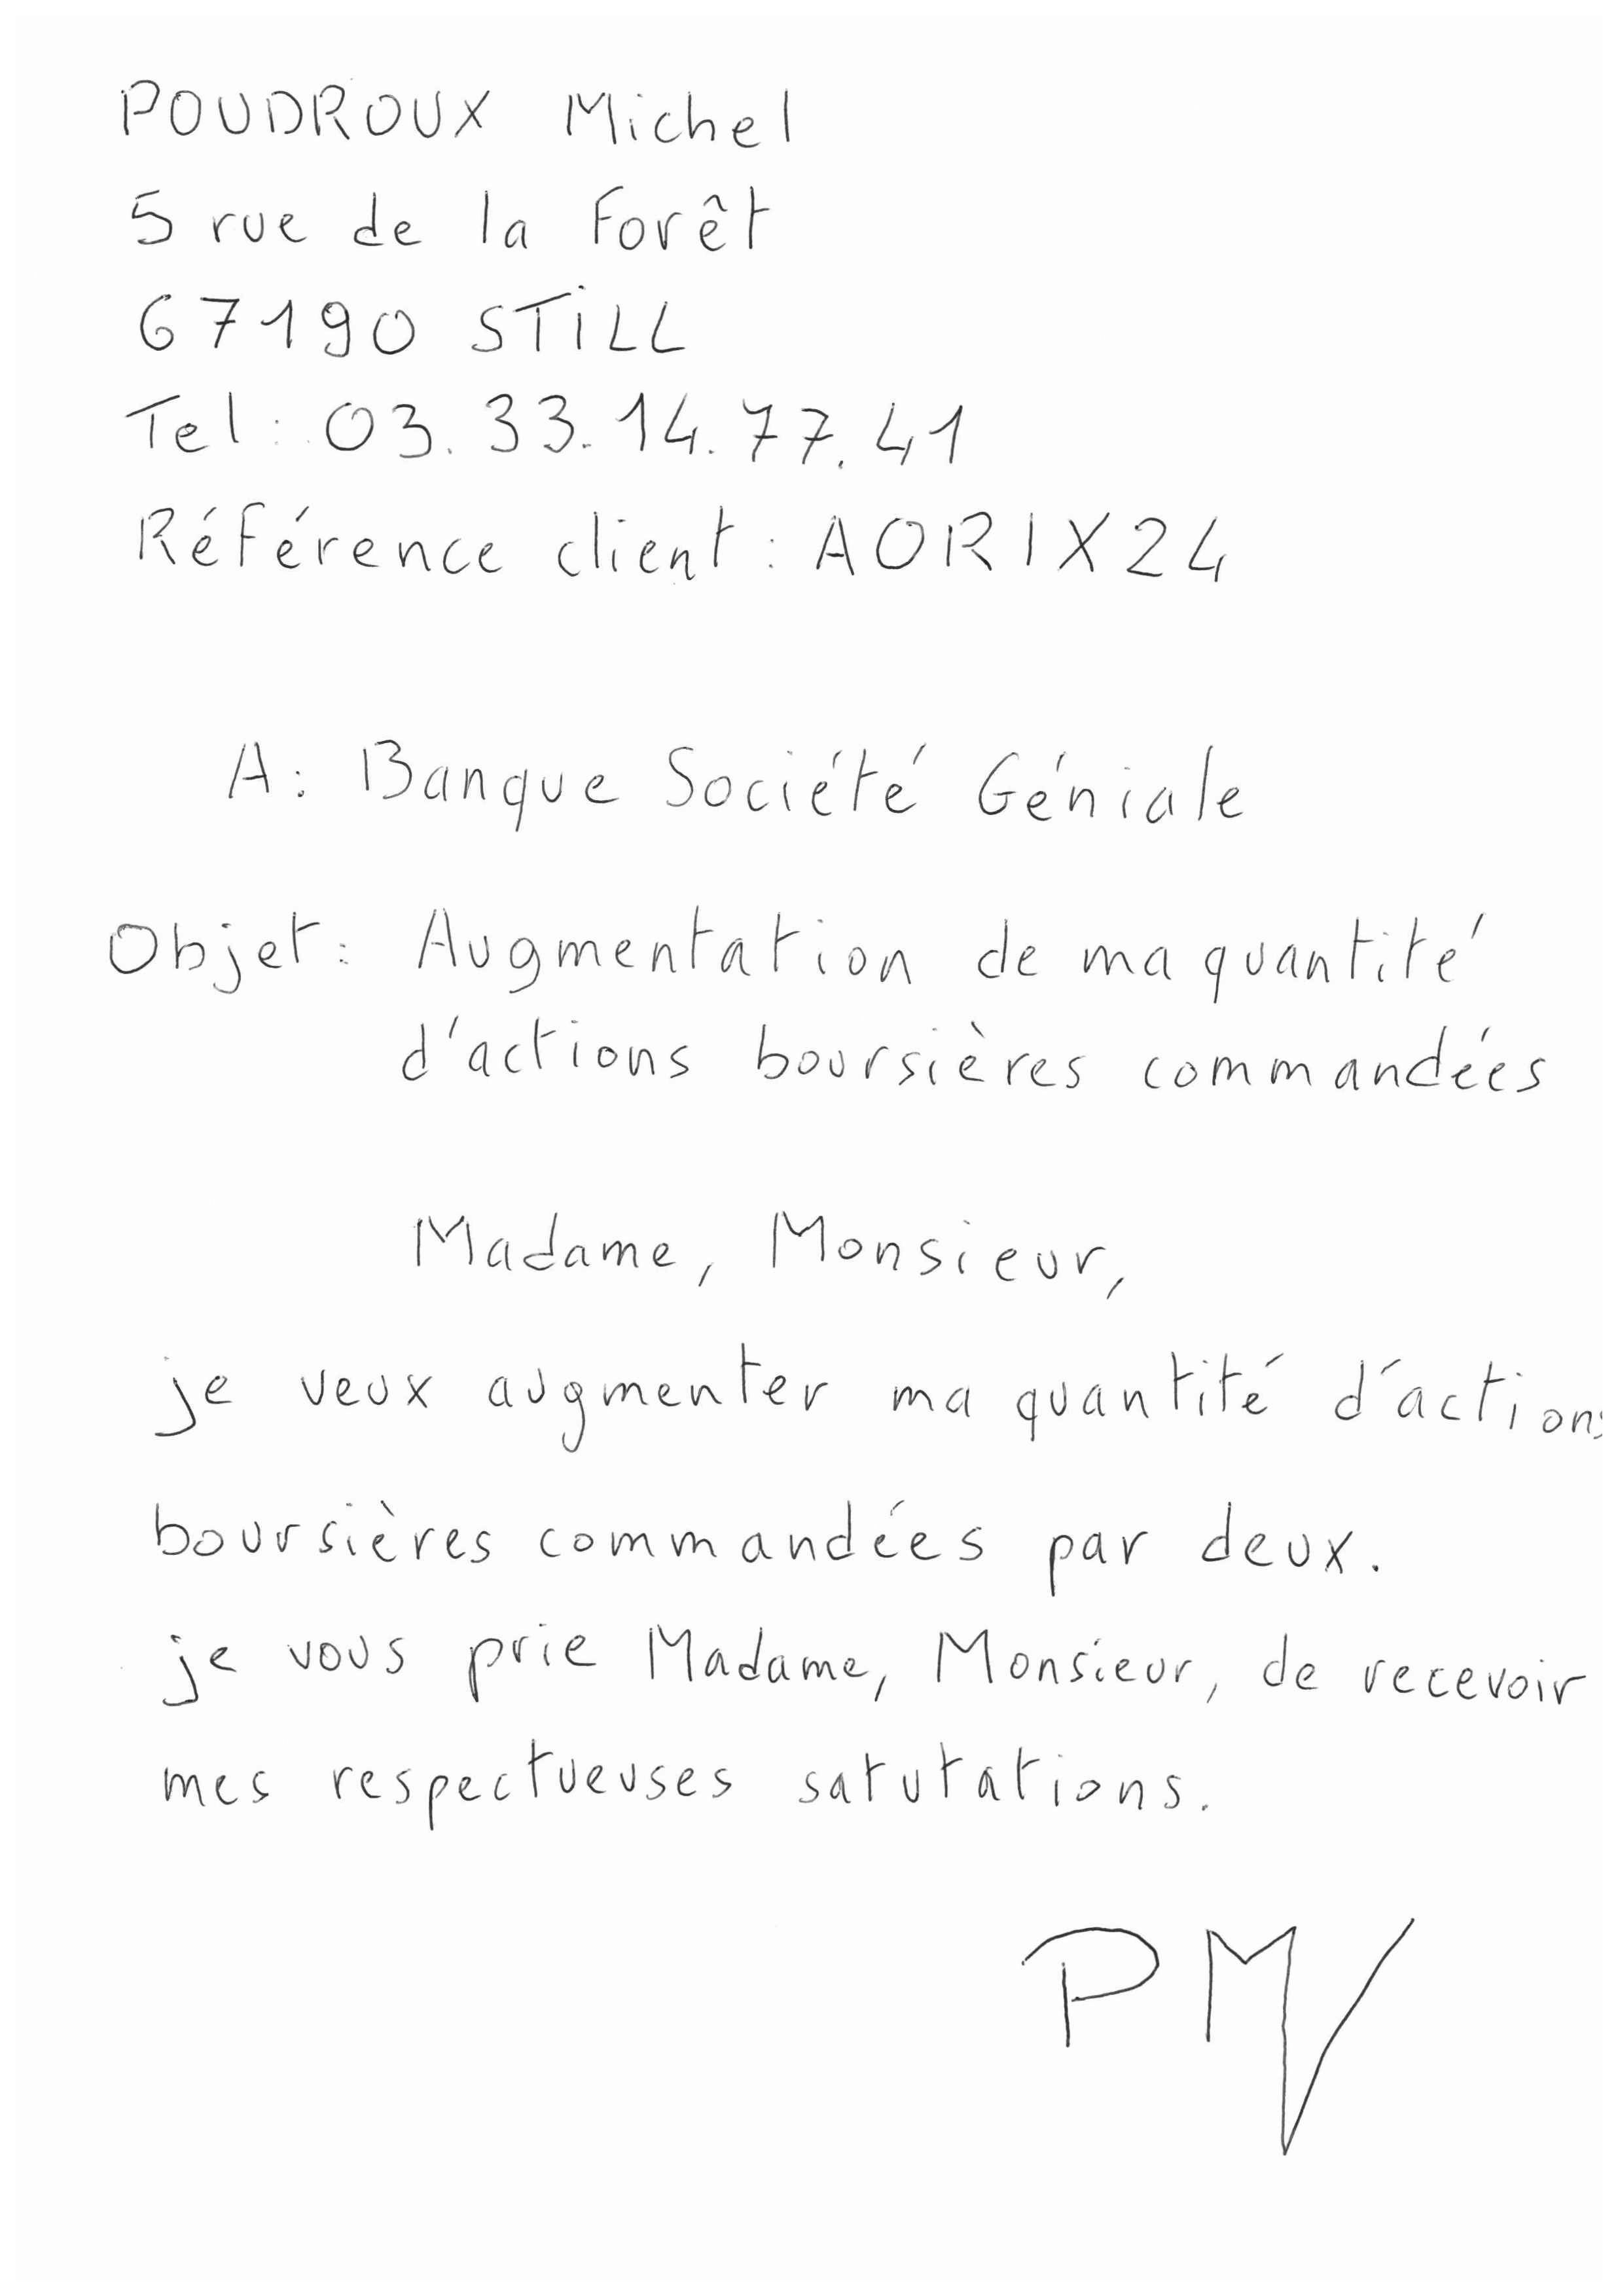 POUDROUX Michel
5 rue de la Forêt
67190 STiLL
Tel : 03.33.14.77.41
Référence client : AORIX24
A : Banque Société Géniale
Objet : Augmentation de ma quantité
d'actions boursières commandées
Madame, Monsieur,
je veux augmenter ma quantité d'actions
boursières commandées par deux.
je vous prie Madame, Monsieur, de recevoir
mes respectueuses satutations.
PM